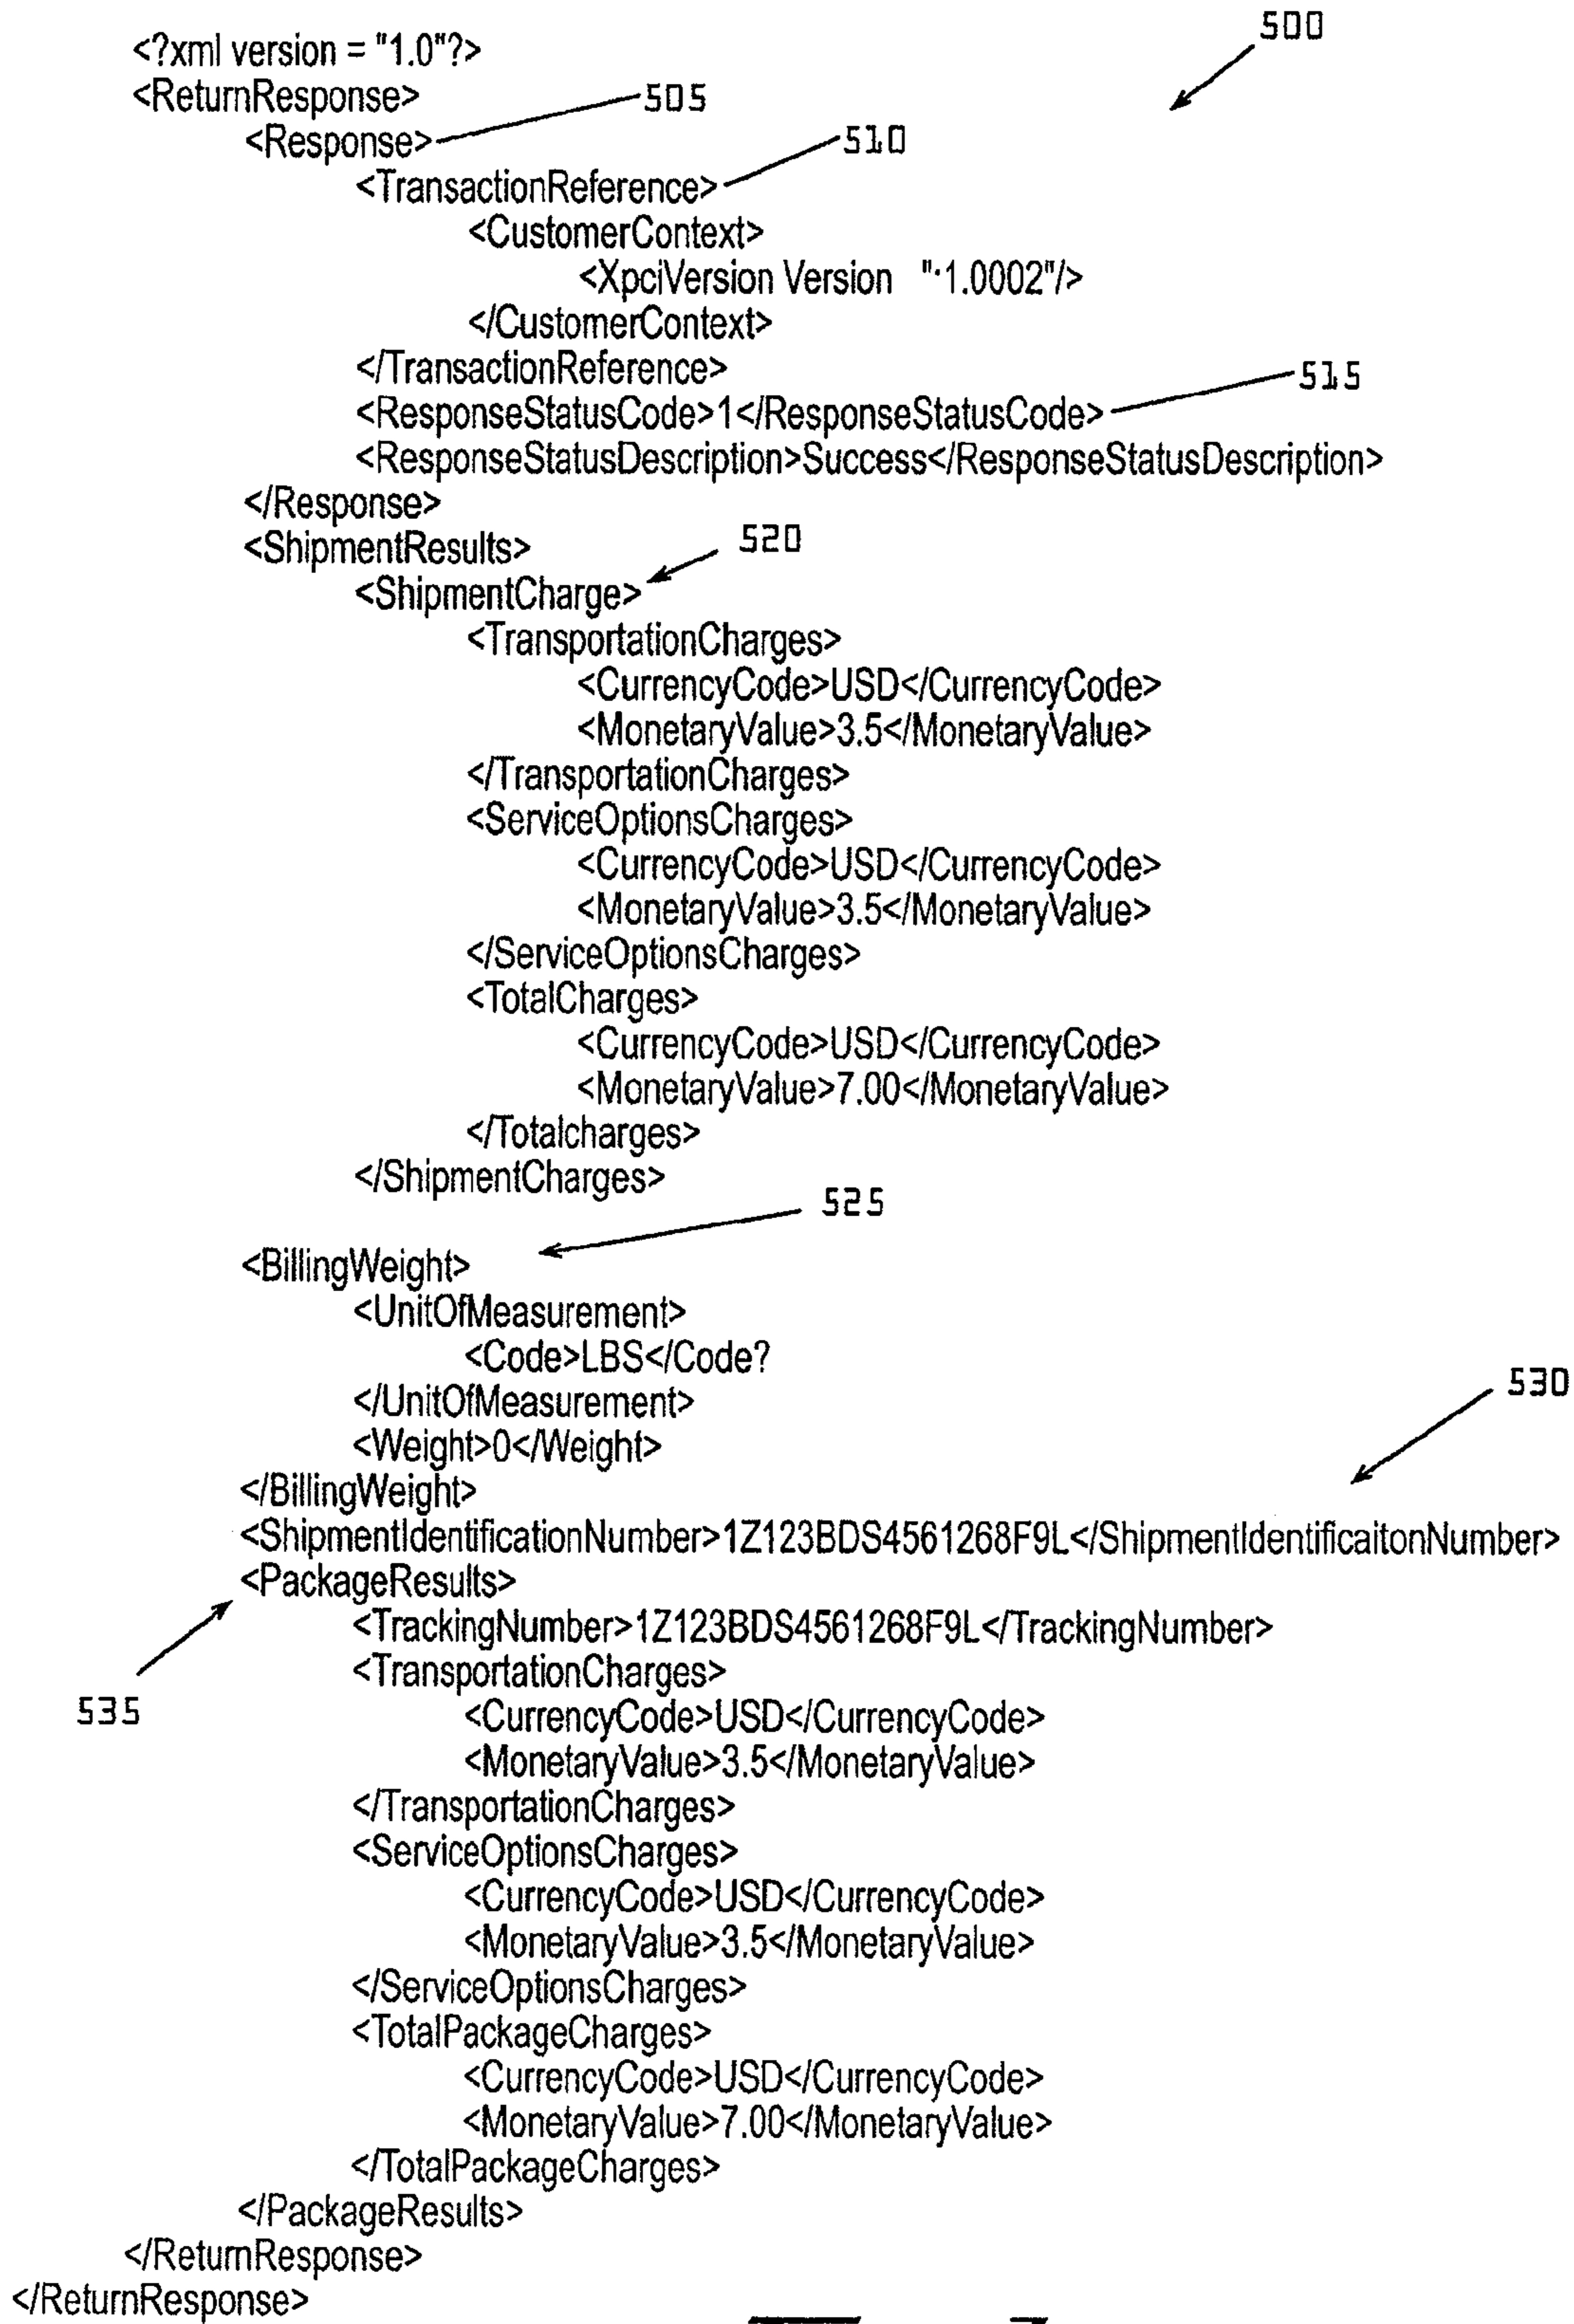 500
<?xml version = "1.0"?>
<ReturnResponse>
505
<Response>
510
<TransactionReference>
<CustomerContext>
<XpciVersion Version "·1.0002"/>
</CustomerContext>
</TransactionReference>
515
<ResponseStatusCode>1</ResponseStatusCode>
<ResponseStatusDescription>Success</ResponseStatusDescription>
</Response>
<ShipmentResults>
520
<ShipmentCharge>
<TransportationCharges>
<CurrencyCode>USD</CurrencyCode>
<MonetaryValue>3.5</MonetaryValue>
</TransportationCharges>
<ServiceOptionsCharges>
<CurrencyCode>USD</CurrencyCode>
<MonetaryValue>3.5</MonetaryValue>
</ServiceOptionsCharges>
<TotalCharges>
<CurrencyCode>USD</CurrencyCode>
<MonetaryValue>7.00</MonetaryValue>
</Totalcharges>
</ShipmentCharges>
525
<BillingWeight>
<UnitOfMeasurement>
<Code>LBS</Code?
</UnitOfMeasurement>
530
<Weight>0</Weight>
</BillingWeight>
<ShipmentIdentificationNumber>1Z123BDS4561268F9L</ShipmentIdentificaitonNumber>
<PackageResults>
<TrackingNumber>1Z123BDS4561268F9L</TrackingNumber>
<TransportationCharges>
535
<CurrencyCode>USD</CurrencyCode>
<MonetaryValue>3.5</MonetaryValue>
</TransportationCharges>
<ServiceOptionsCharges>
<CurrencyCode>USD</CurrencyCode>
<MonetaryValue>3.5</MonetaryValue>
</ServiceOptionsCharges>
<TotalPackageCharges>
<CurrencyCode>USD</CurrencyCode>
<MonetaryValue>7.00</MonetaryValue>
</TotalPackageCharges>
</PackageResults>
</ReturnResponse>
</ReturnResponse>